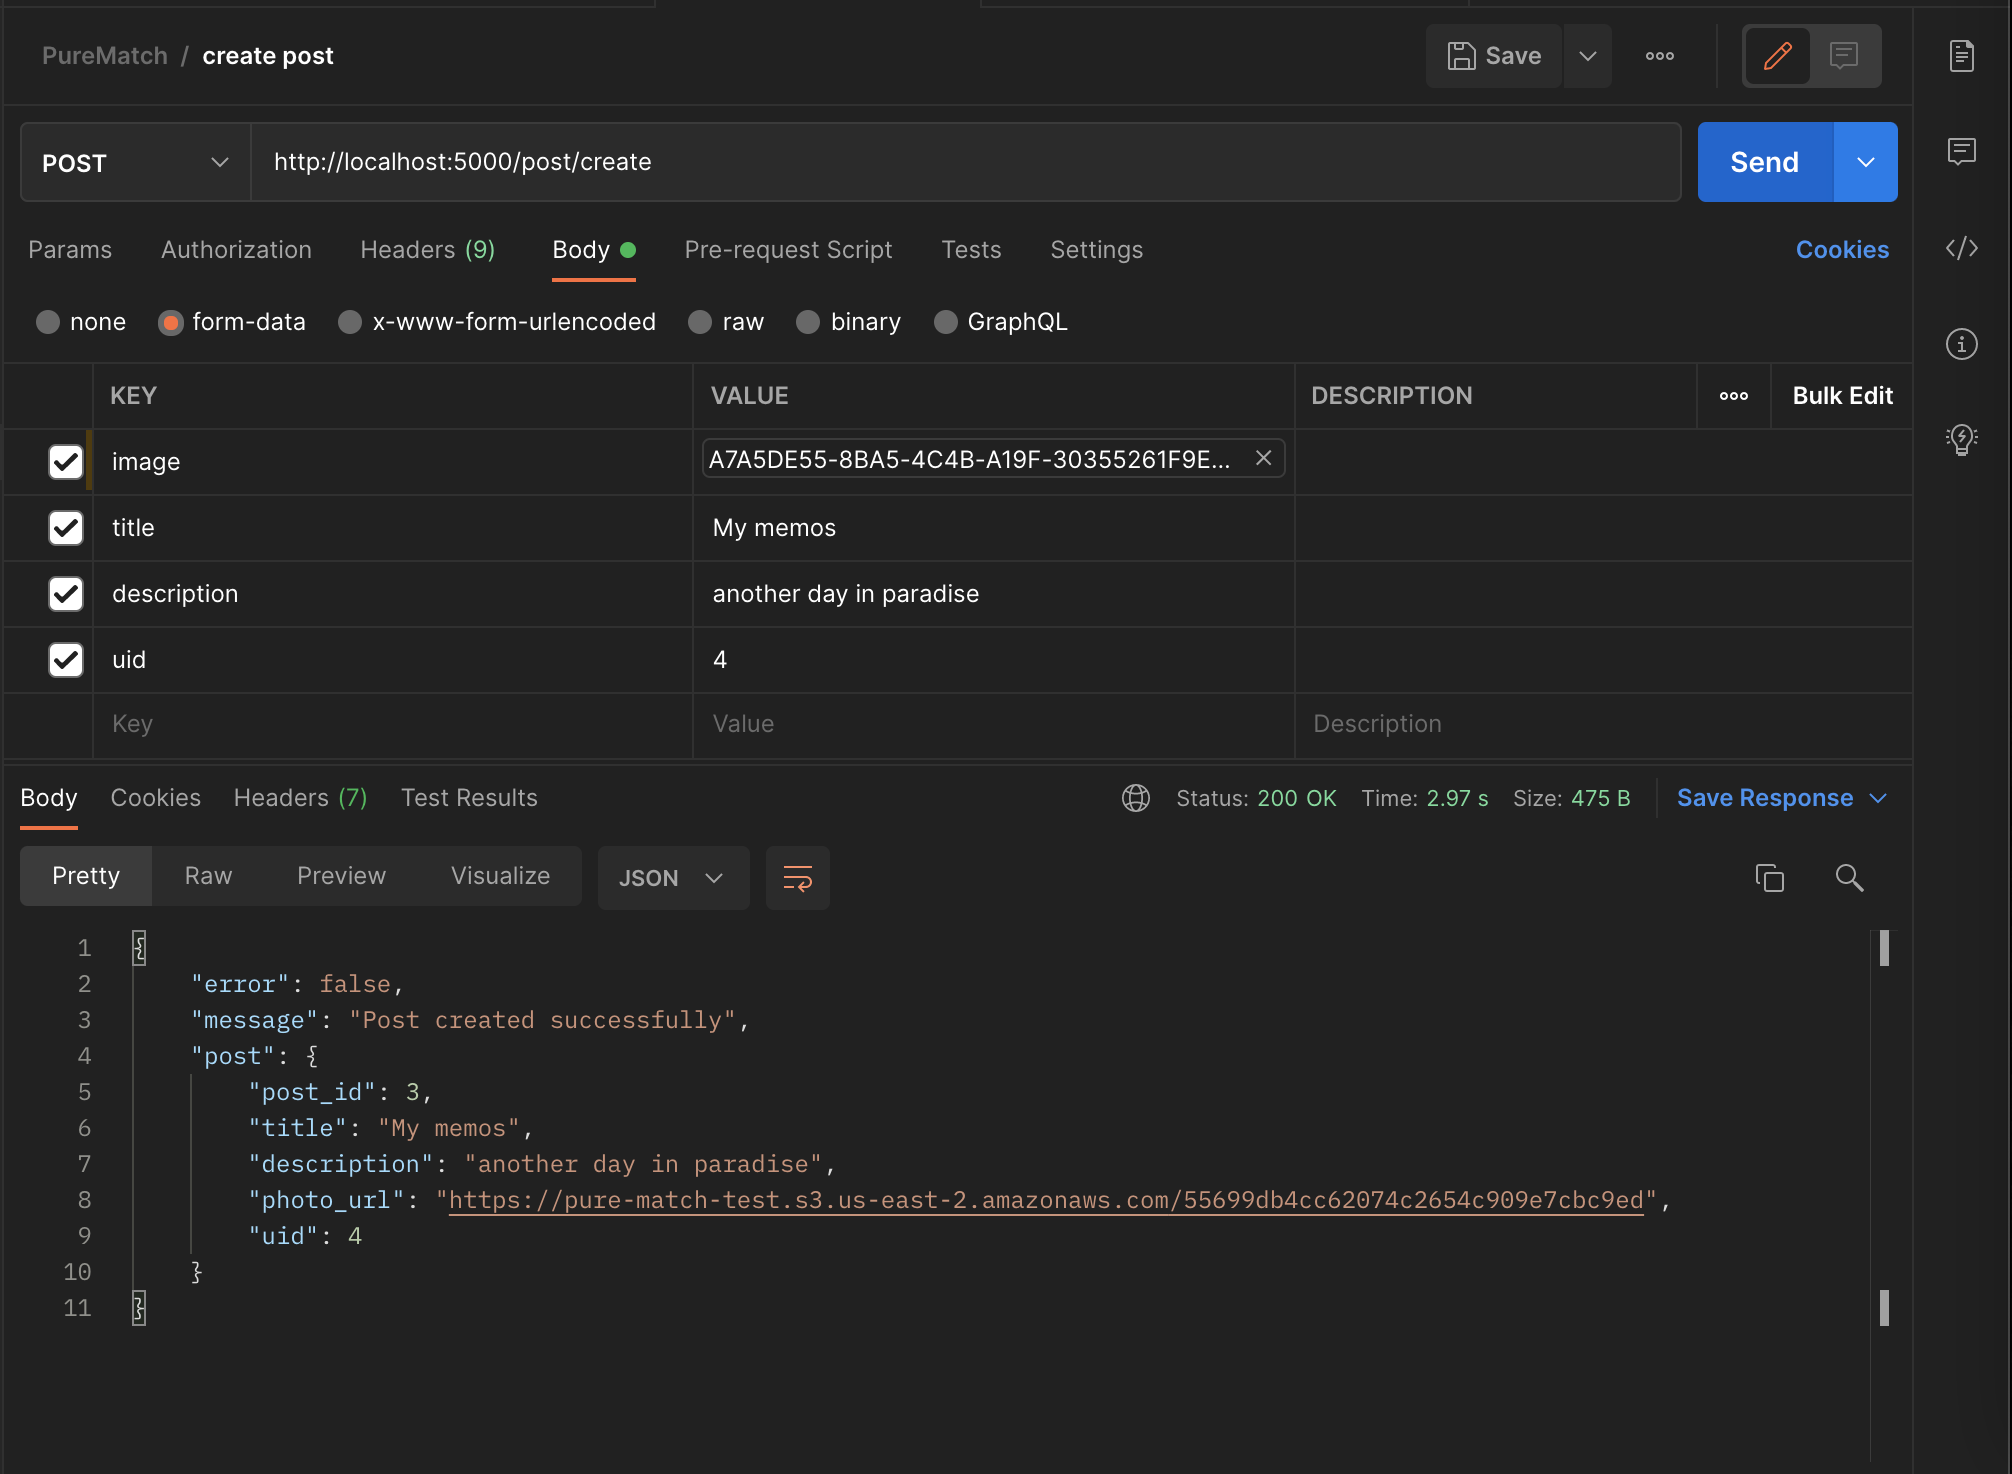 PureMatch / create post
Save
POST http://localhost:5000/post/create Send
Params Authorization Headers (9) Body Pre-request Script Tests Settings Cookies
none form-data x-www-form-urlencoded raw binary GraphQL
KEY VALUE DESCRIPTION Bulk Edit
image A7A5DE55-8BA5-4C4B-A19F-30355261F9E...
title My memos
description another day in paradise
uid 4
Key Value Description
Body Cookies Headers (7) Test Results Status: 200 OK Time: 2.97 s Size: 475 B Save Response
Pretty Raw Preview Visualize JSON
1 {
2 "error": false,
3 "message": "Post created successfully",
4 "post": {
5 "post_id": 3,
6 "title": "My memos",
7 "description": "another day in paradise",
8 "photo_url": "https://pure-match-test.s3.us-east-2.amazonaws.com/55699db4cc62074c2654c909e7cbc9ed",
9 "uid": 4
10 }
11 }